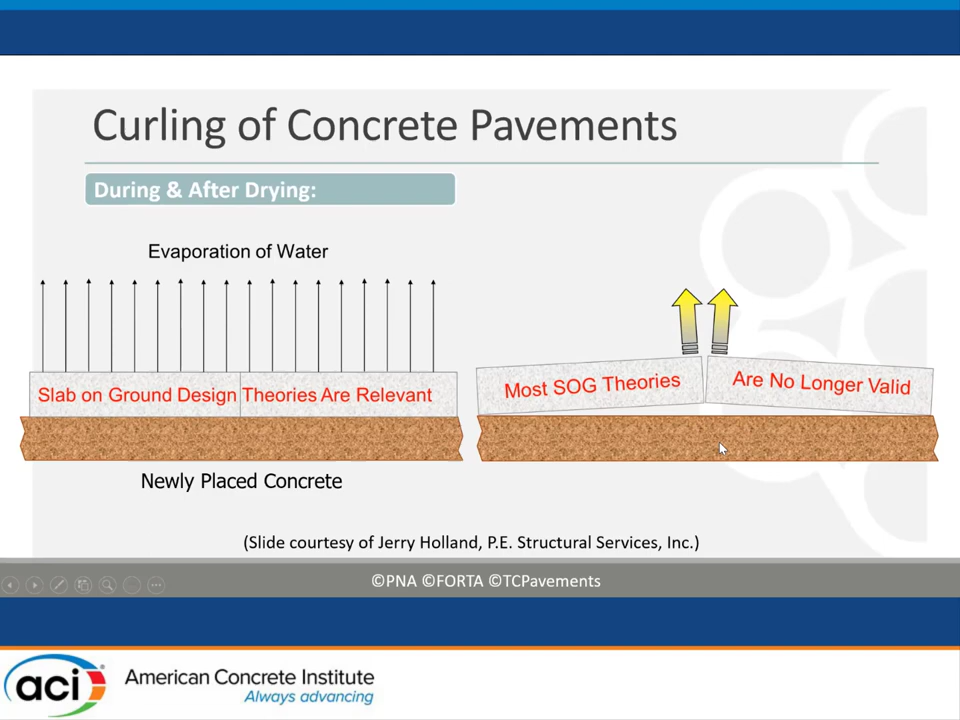 Curling of Concrete Pavements
During & After Drying:
Evaporation of Water
Slab on Ground Design Theories Are Relevant
Most SOG Theories
Are No Longer Valid
Newly Placed Concrete
(Slide courtesy of Jerry Holland, P.E. Structural Services, Inc.)
©PNA ©FORTA ©TCPavements
aci
American Concrete Institute
Always advancing